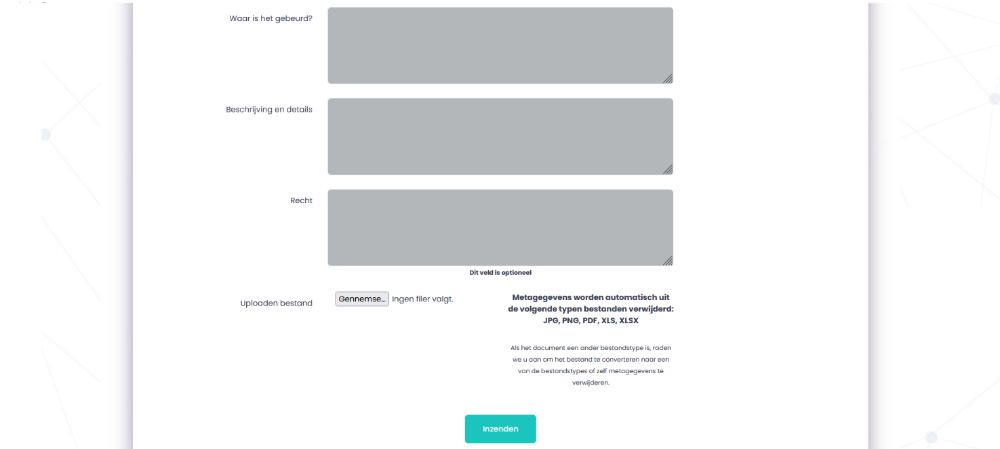 Waar is het gebeurd?
Beschrijving en details
Recht
Dit veld is optioneel
Uploaden bestand
Gennemse... Ingen filer valgt.
Metagegevens worden automatisch uit
de volgende typen bestanden verwijderd:
JPG, PNG, PDF, XLS, XLSX
Als het document een ander bestandstype is, raden
we u aan om het bestand te converteren naar een
van de bestandstypes of zelf metagegevens te
verwijderen.
Inzenden